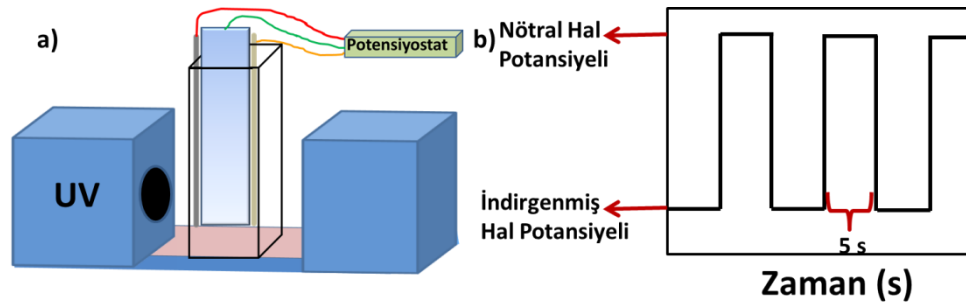 a)
UV
Potensiyostat
b)
Nötral Hal
Potansiyeli
İndirgenmiş
Hal Potansiyeli
5 s
Zaman (s)